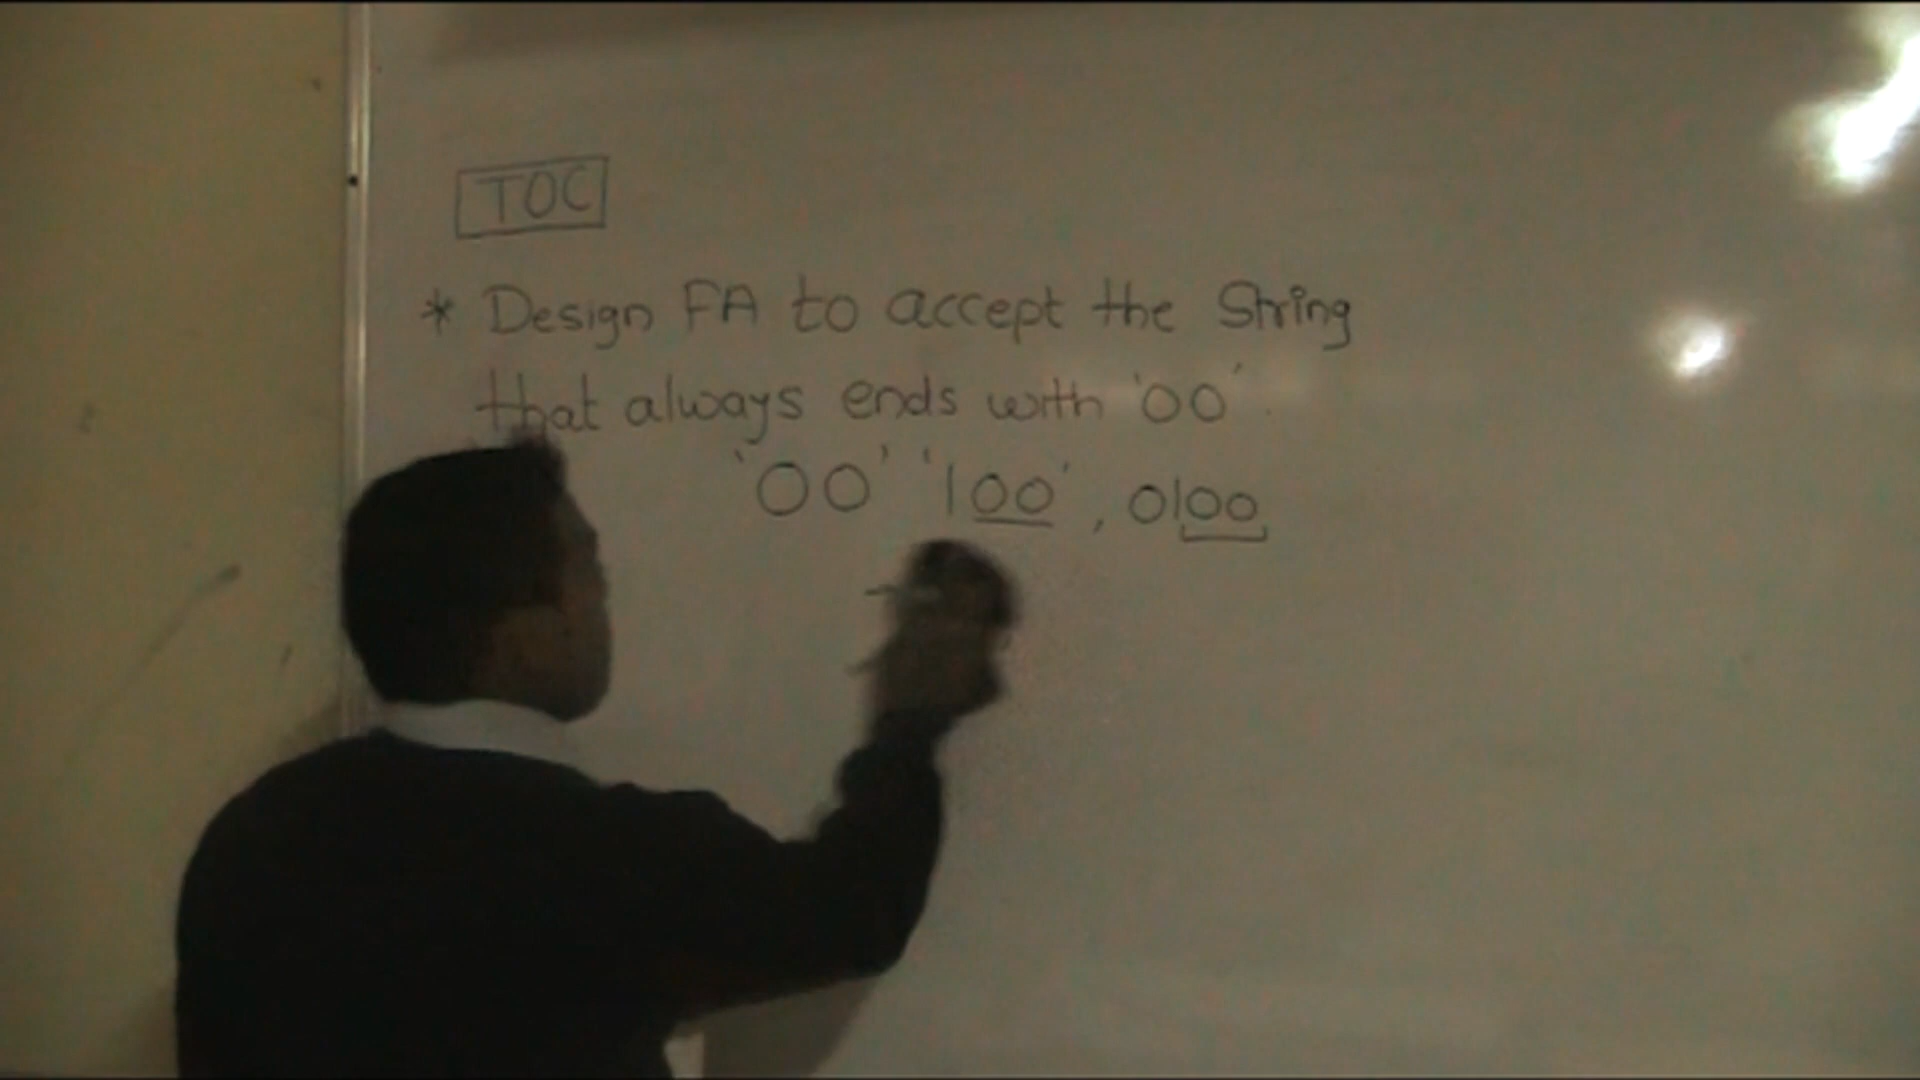 TOC
* Design FA to accept the String
that always ends with '00'.
'00' '100', 0100